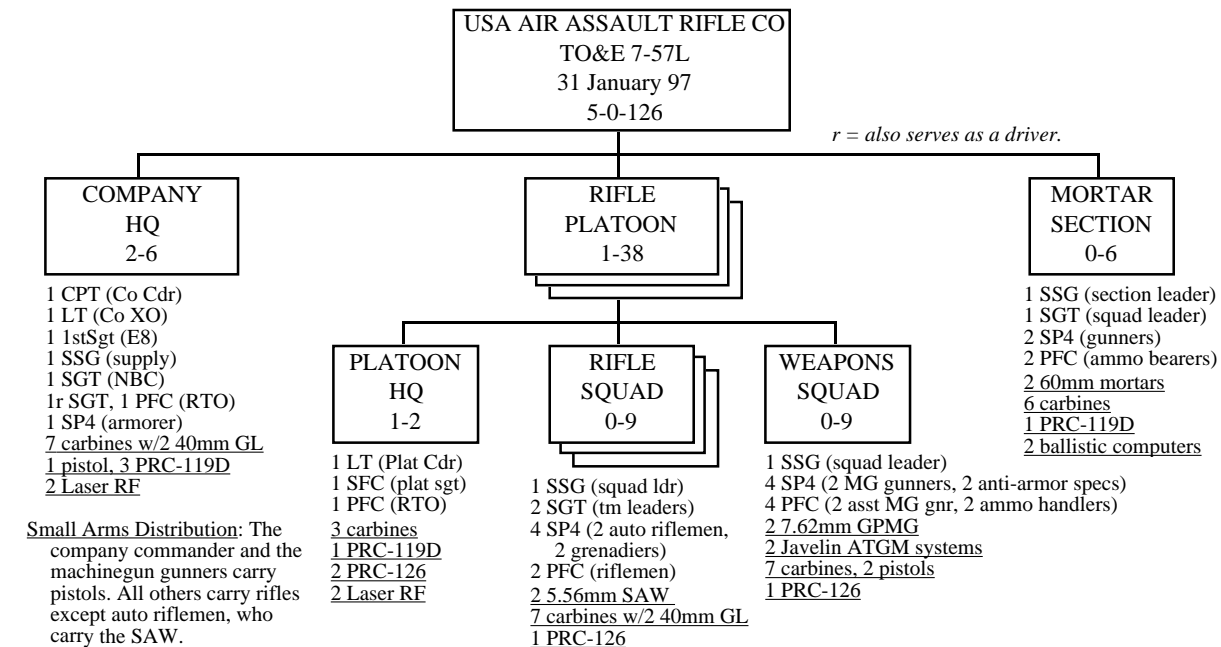 USA AIR ASSAULT RIFLE CO
TO&E 7-57L
31 January 97
5-0-126
r = also serves as a driver.
COMPANY
HQ
2-6
1 CPT (Co Cdr)
1 LT (Co XO)
1 1stSgt (E8)
1 SSG (supply)
1 SGT (NBC)
1r SGT, 1 PFC (RTO)
1 SP4 (armorer)
7 carbines w/2 40mm GL
1 pistol, 3 PRC-119D
2 Laser RF
Small Arms Distribution: The
company commander and the
machinegun gunners carry
pistols. All others carry rifles
except auto riflemen, who
carry the SAW.
RIFLE
PLATOON
1-38
PLATOON
HQ
1-2
1 LT (Plat Cdr)
1 SFC (plat sgt)
1 PFC (RTO)
3 carbines
1 PRC-119D
2 PRC-126
2 Laser RF
RIFLE
SQUAD
0-9
1 SSG (squad ldr)
2 SGT (tm leaders)
4 SP4 (2 auto riflemen,
2 grenadiers)
2 PFC (riflemen)
2 5.56mm SAW
7 carbines w/2 40mm GL
1 PRC-126
WEAPONS
SQUAD
0-9
1 SSG (squad leader)
4 SP4 (2 MG gunners, 2 anti-armor specs)
4 PFC (2 asst MG gnr, 2 ammo handlers)
2 7.62mm GPMG
2 Javelin ATGM systems
7 carbines, 2 pistols
1 PRC-126
MORTAR
SECTION
0-6
1 SSG (section leader)
1 SGT (squad leader)
2 SP4 (gunners)
2 PFC (ammo bearers)
2 60mm mortars
6 carbines
1 PRC-119D
2 ballistic computers